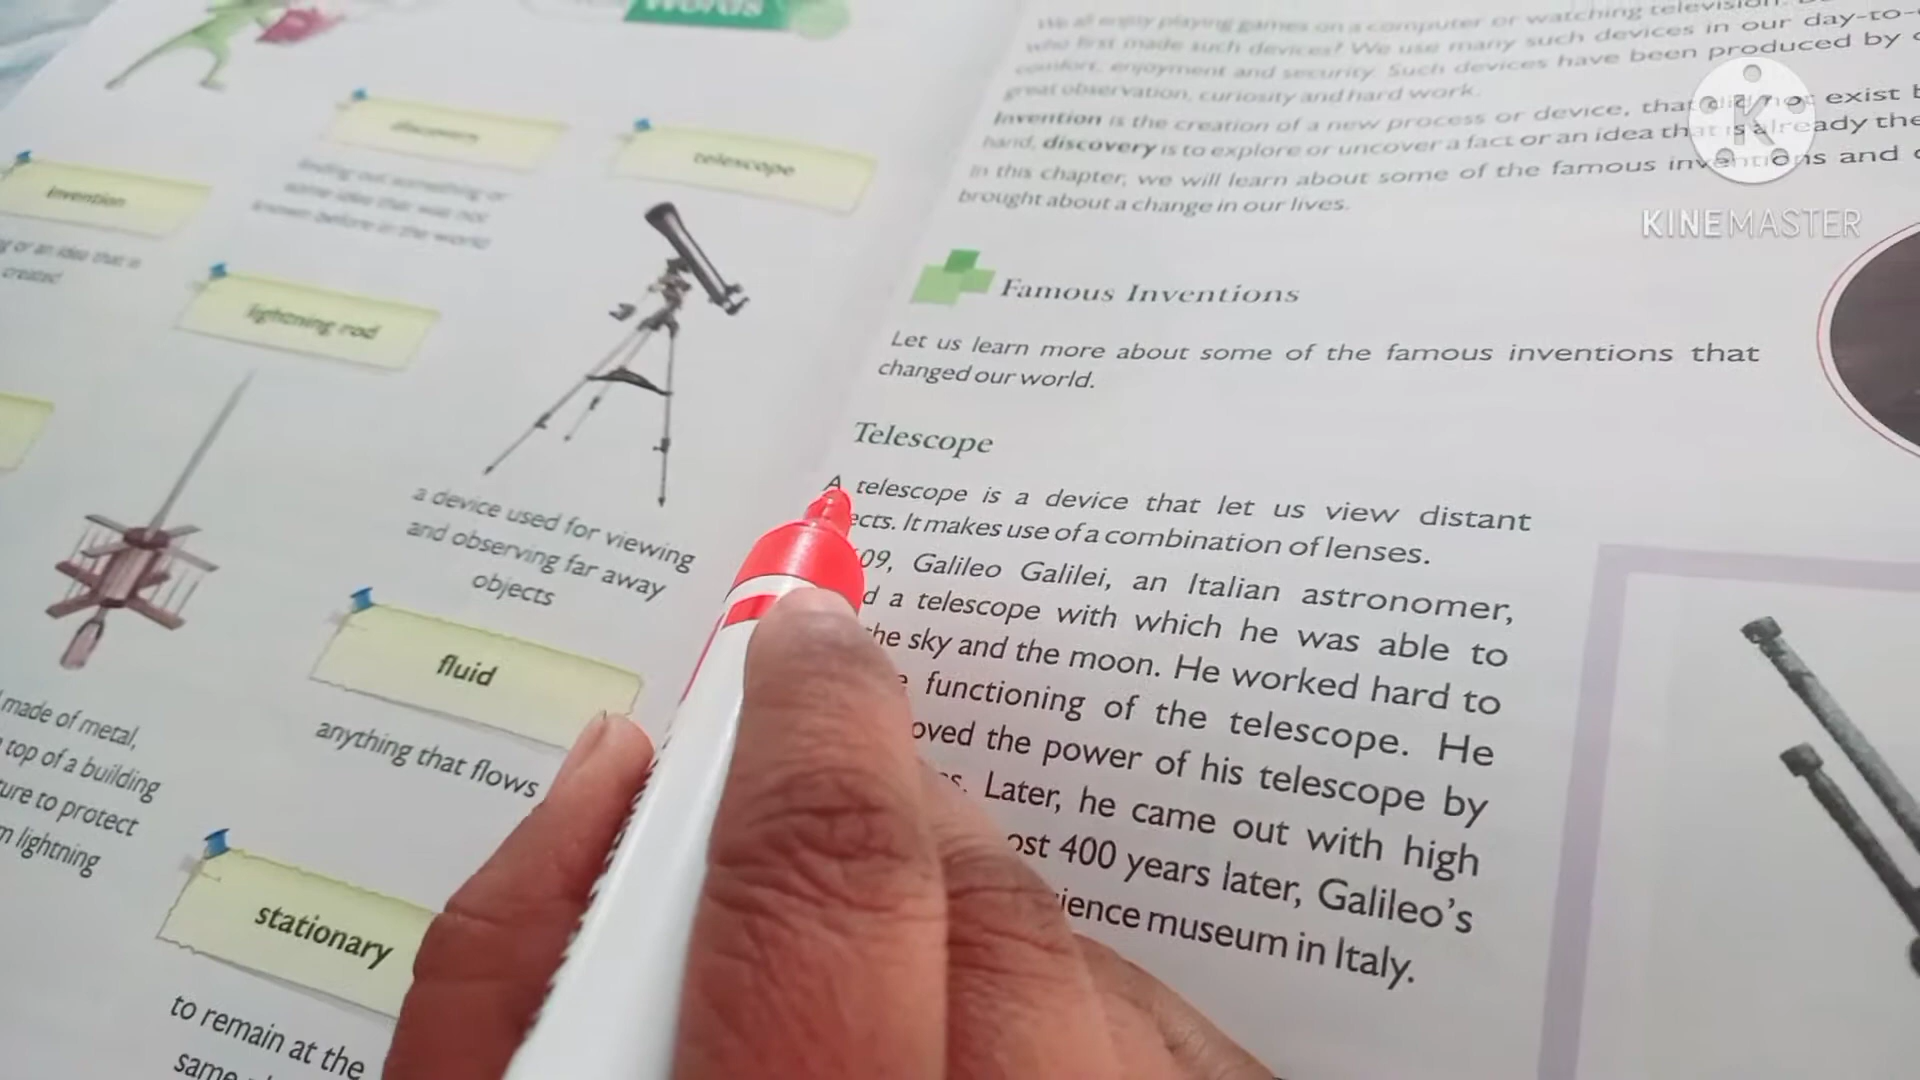 Words
discovery
finding out something or
some idea that was not
known before in the world
telescope
invention
g or an idea that is
created
lightning rod
a device used for viewing
and observing far away
objects
made of metal,
top of a building
ure to protect
m lightning
fluid
anything that flows
stationary
to remain at the
same
We all enjoy playing games on a computer or watching television.
who first made such devices? We use many such devices in our day-to-
comfort, enjoyment and security. Such devices have been produced by
great observation, curiosity and hard work.
Invention is the creation of a new process or device, that did not exist b
hand, discovery is to explore or uncover a fact or an idea that is already the
In this chapter, we will learn about some of the famous inventions and
brought about a change in our lives.
Famous Inventions
Let us learn more about some of the famous inventions that
changed our world.
Telescope
A telescope is a device that let us view distant
ects. It makes use of a combination of lenses.
09, Galileo Galilei, an Italian astronomer,
d a telescope with which he was able to
the sky and the moon. He worked hard to
e functioning of the telescope. He
oved the power of his telescope by
s. Later, he came out with high
ost 400 years later, Galileo's
ience museum in Italy.
K
KINEMASTER